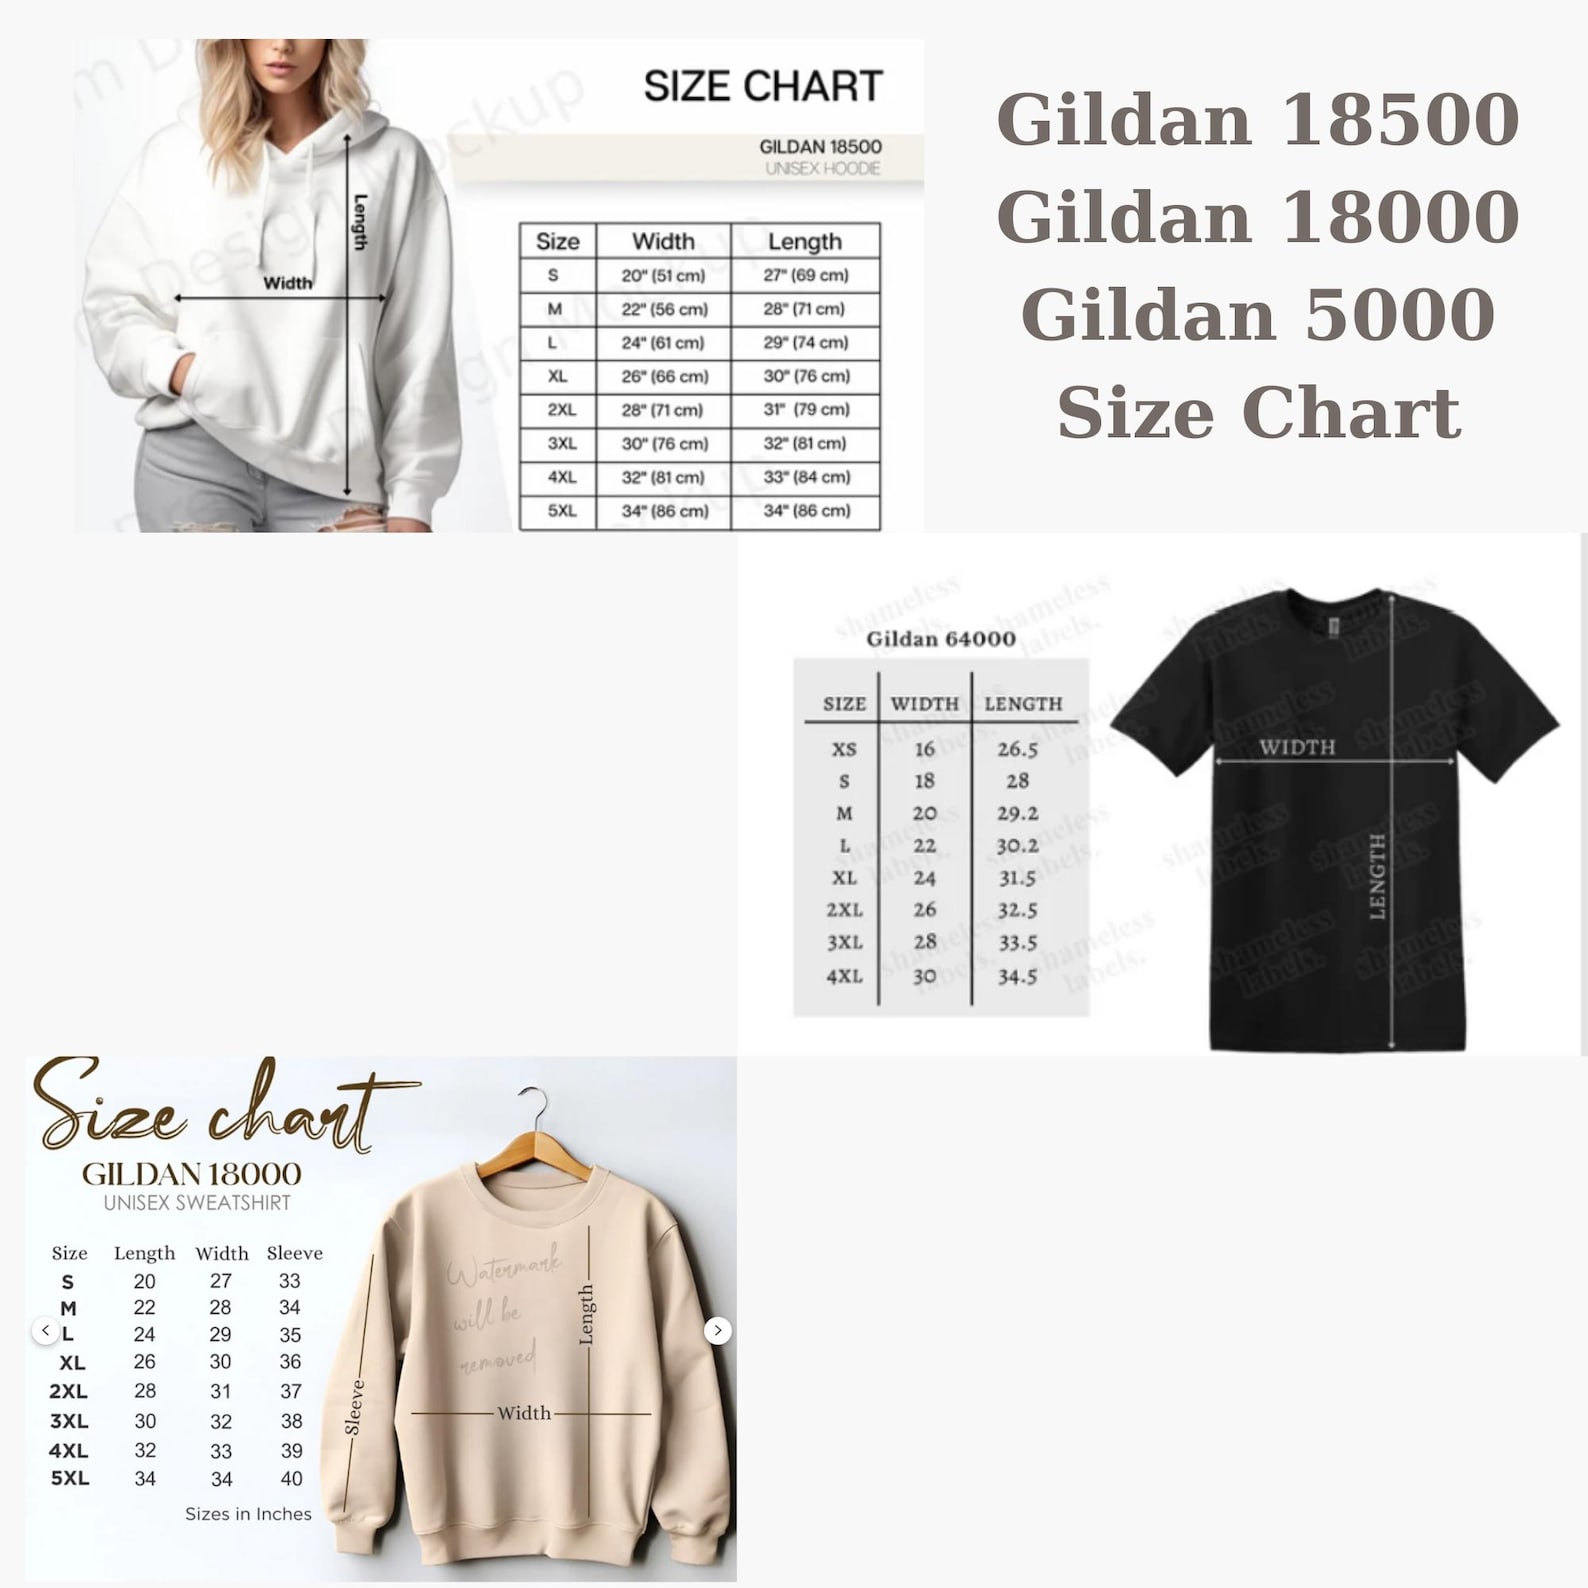 SIZE CHART
GILDAN 18500
UNISEX HOODIE
Length
Width
Size Width Length
S 20" (51 cm) 27" (69 cm)
M 22" (56 cm) 28" (71 cm)
L 24" (61 cm) 29" (74 cm)
XL 26" (66 cm) 30" (76 cm)
2XL 28" (71 cm) 31" (79 cm)
3XL 30" (76 cm) 32" (81 cm)
4XL 32" (81 cm) 33" (84 cm)
5XL 34" (86 cm) 34" (86 cm)
Gildan 18500
Gildan 18000
Gildan 5000
Size Chart
Gildan 64000
SIZE WIDTH LENGTH
XS 16 26.5
S 18 28
M 20 29.2
L 22 30.2
XL 24 31.5
2XL 26 32.5
3XL 28 33.5
4XL 30 34.5
WIDTH
LENGTH
shameless
labels.
Size chart
GILDAN 18000
UNISEX SWEATSHIRT
Size Length Width Sleeve
S 20 27 33
M 22 28 34
L 24 29 35
XL 26 30 36
2XL 28 31 37
3XL 30 32 38
4XL 32 33 39
5XL 34 34 40
Sizes in Inches
Watermark
will be
removed
Length
Width
Sleeve